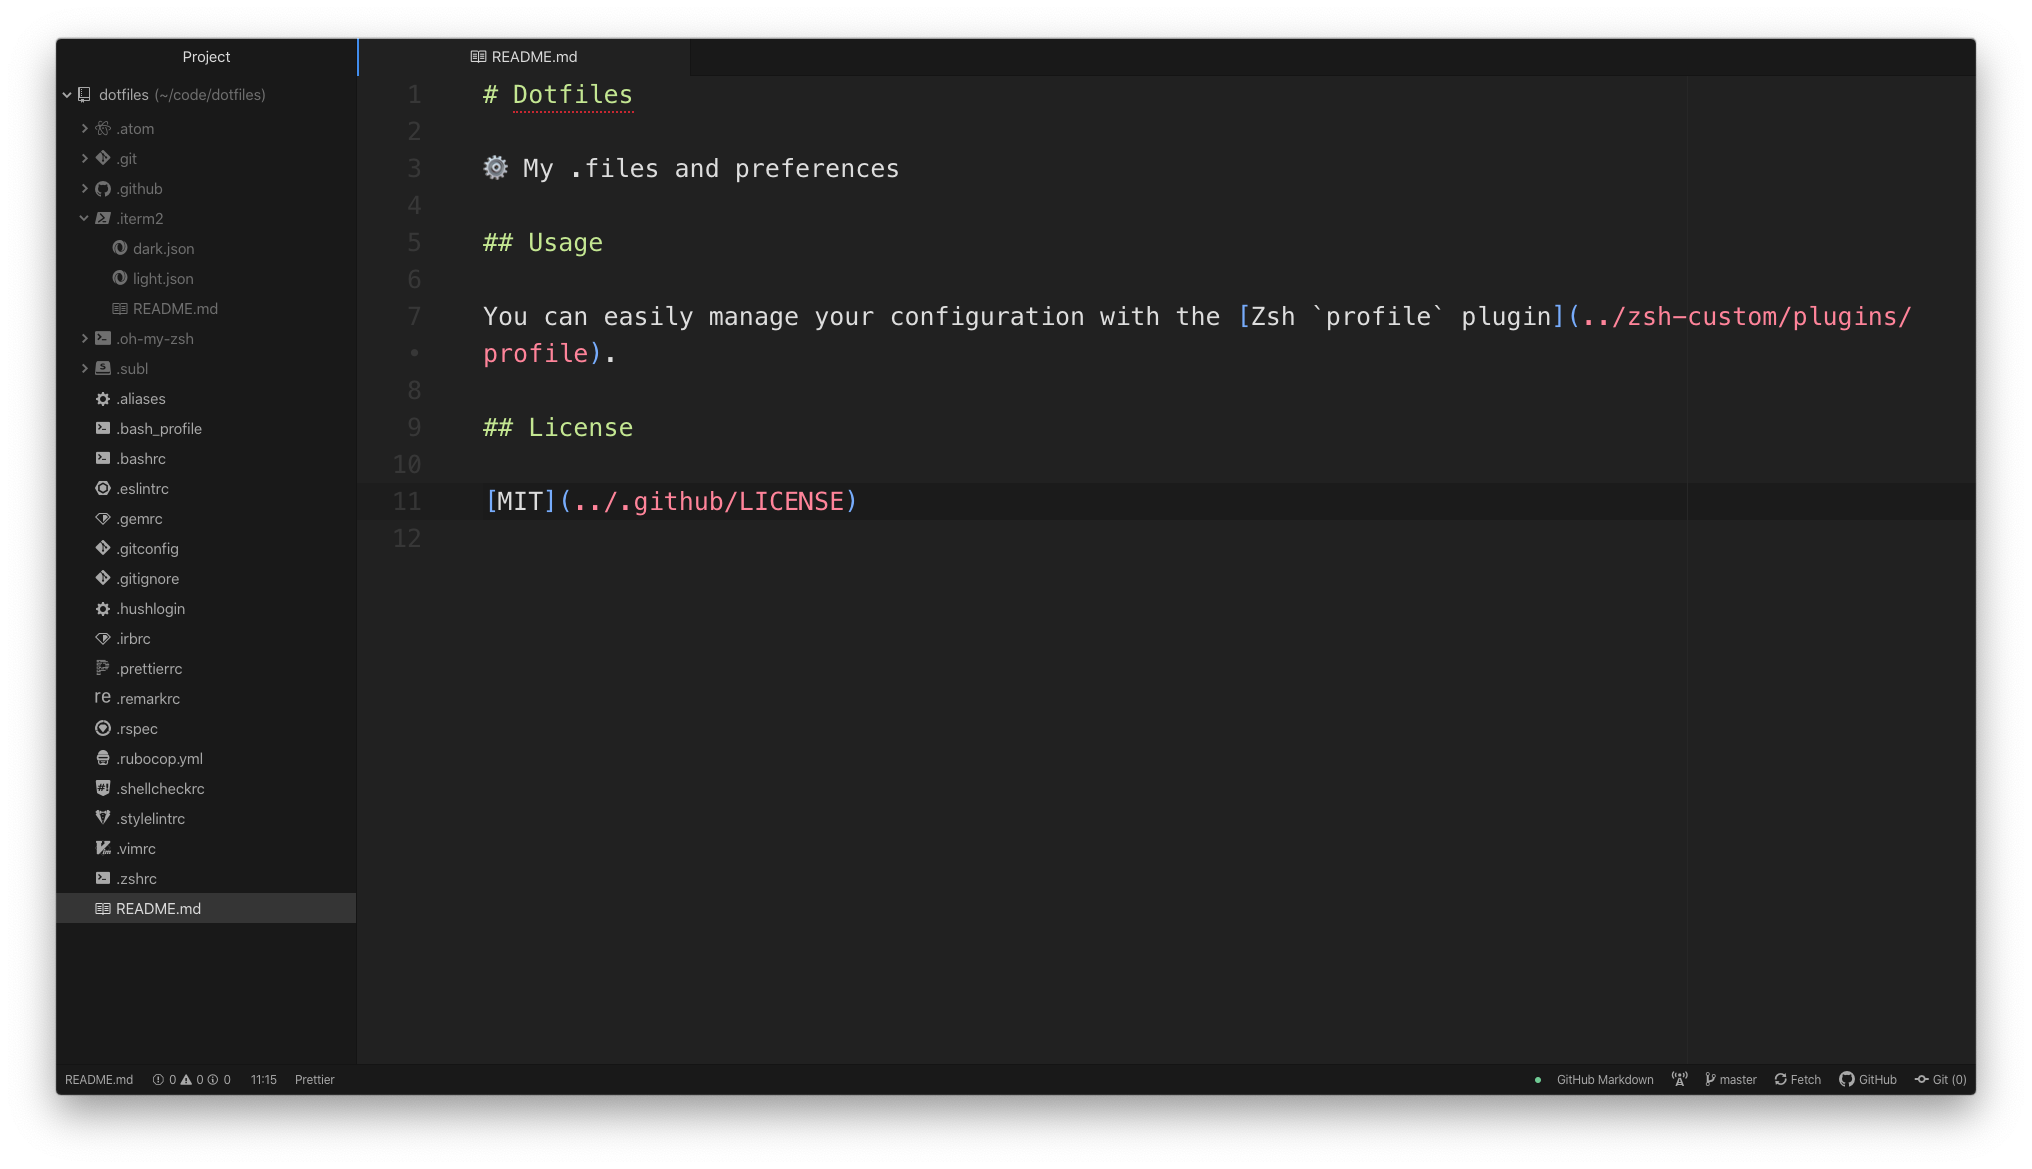 Project
dotfiles (~/code/dotfiles)
.atom
.git
.github
.iterm2
dark.json
light.json
README.md
.oh-my-zsh
.subl
.aliases
.bash_profile
.bashrc
.eslintrc
.gemrc
.gitconfig
.gitignore
.hushlogin
.irbrc
.prettierrc
re .remarkrc
.rspec
.rubocop.yml
#! .shellcheckrc
.stylelintrc
.vimrc
.zshrc
README.md
README.md
1 # Dotfiles
2
3 ⚙️ My .files and preferences
4
5 ## Usage
6
7 You can easily manage your configuration with the [Zsh `profile` plugin](../zsh-custom/plugins/
• profile).
8
9 ## License
10
11 [MIT](../.github/LICENSE)
12
README.md 0 0 0 11:15 Prettier GitHub Markdown master Fetch GitHub Git (0)